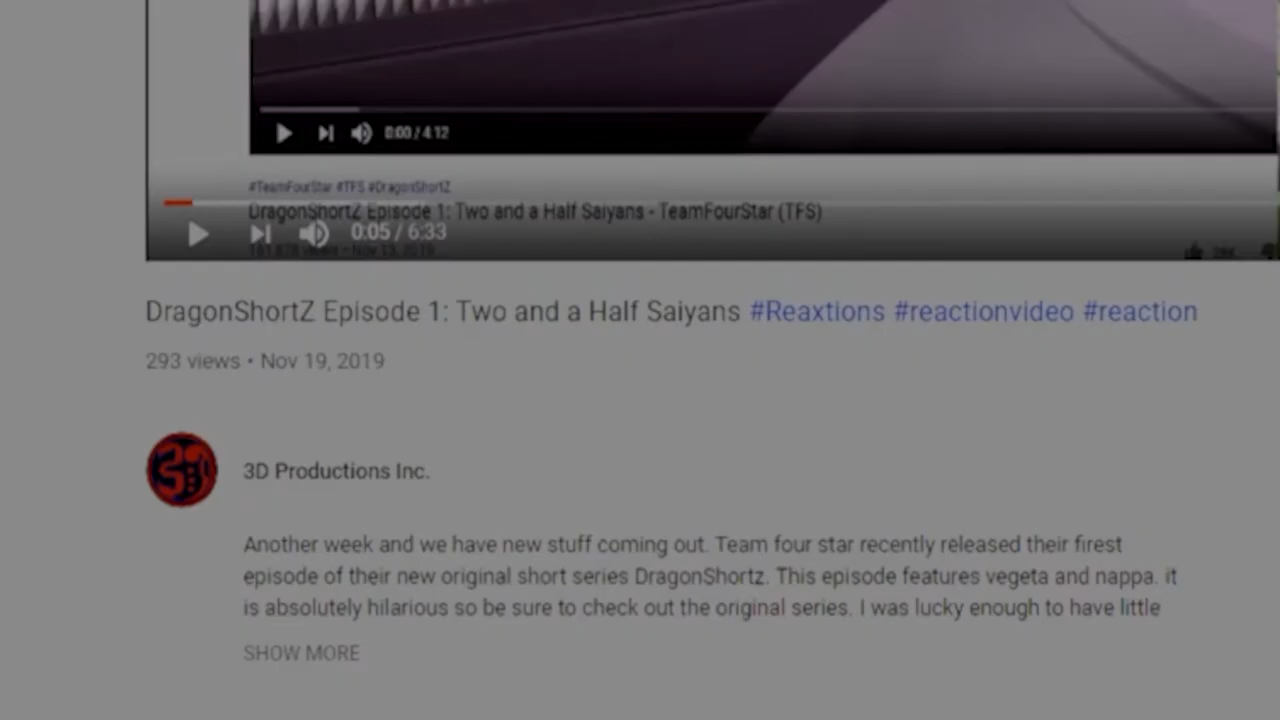 0:00 / 4:12
#TeamFourStar #TFS #DragonShortZ
DragonShortZ Episode 1: Two and a Half Saiyans - TeamFourStar (TFS)
0:05 / 6:33
DragonShortZ Episode 1: Two and a Half Saiyans #Reaxtions #reactionvideo #reaction
293 views • Nov 19, 2019
3D Productions Inc.
Another week and we have new stuff coming out. Team four star recently released their firest
episode of their new original short series DragonShortz. This episode features vegeta and nappa. it
is absolutely hilarious so be sure to check out the original series. I was lucky enough to have little
SHOW MORE